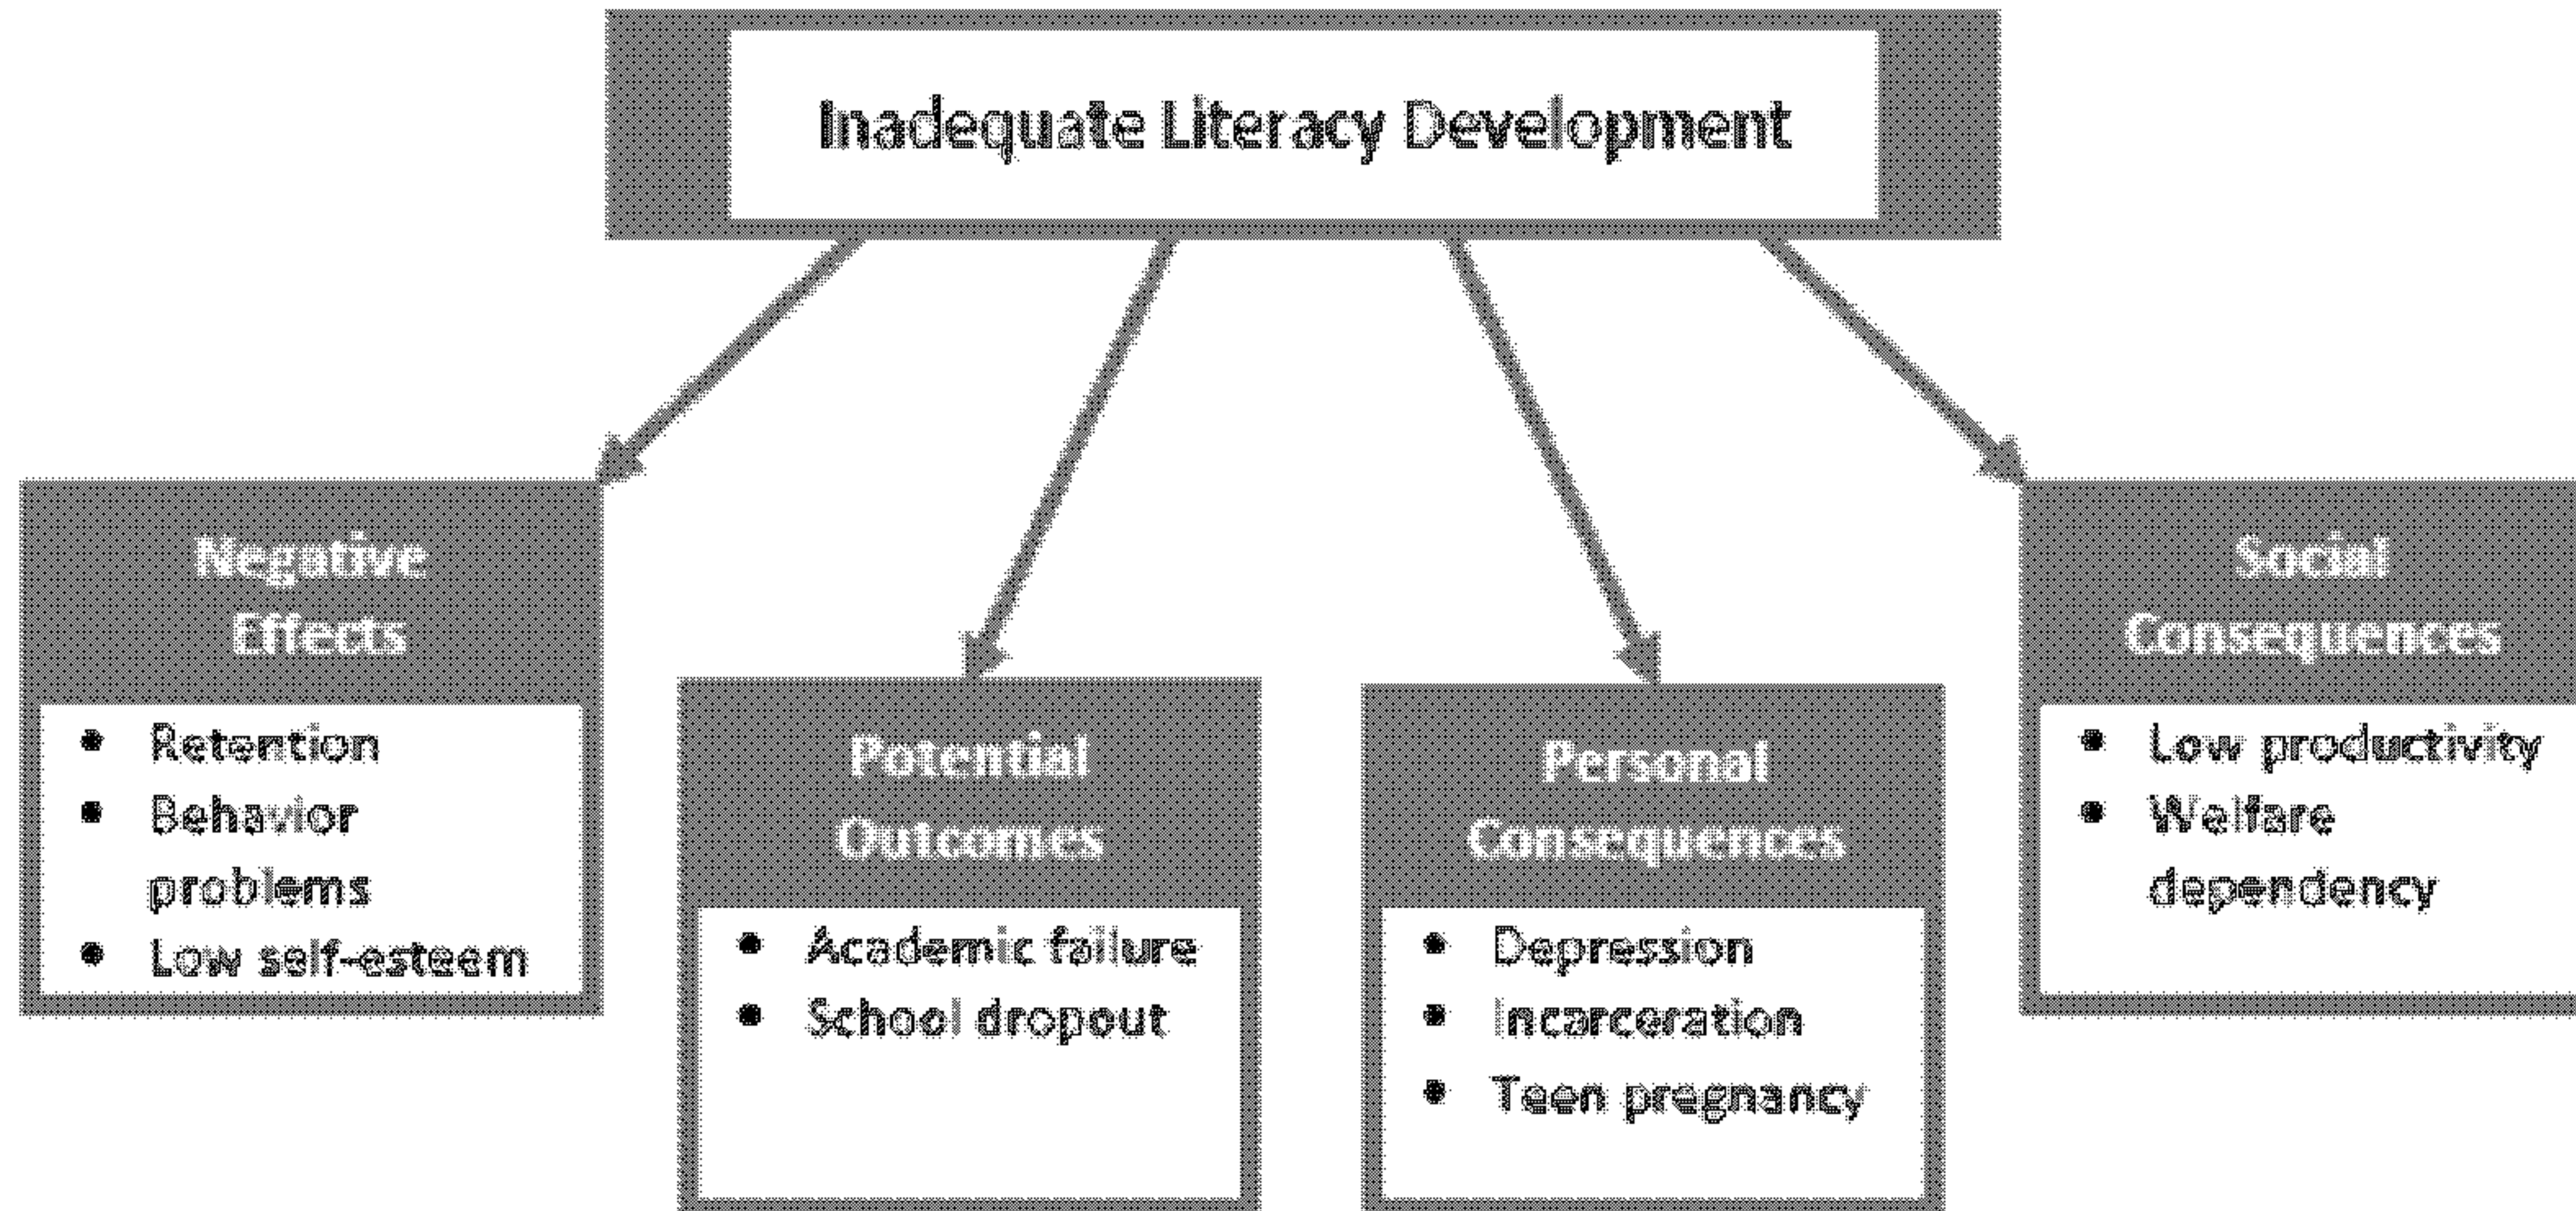 Inadequate Literacy Development
Negative
Effects
• Retention
• Behavior
problems
• Low self-esteem
Potential
Outcomes
• Academic failure
• School dropout
Personal
Consequences
• Depression
• Incarceration
• Teen pregnancy
Social
Consequences
• Low productivity
• Welfare
dependency